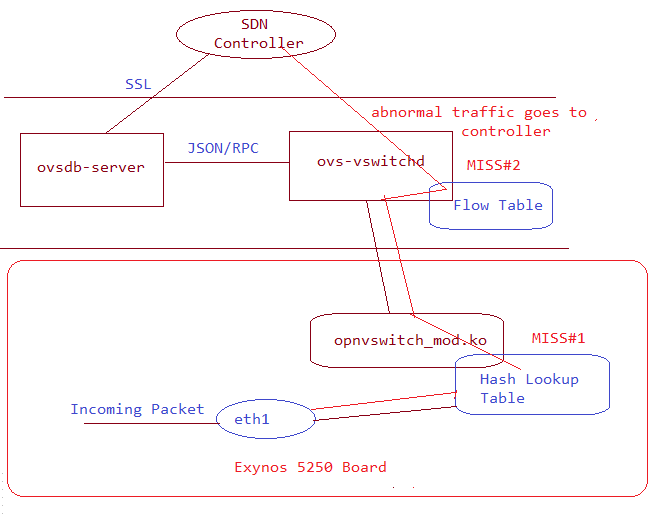 SDN
Controller
SSL
abnormal traffic goes to
controller
JSON/RPC
ovsdb-server
ovs-vswitchd
MISS#2
Flow Table
opnvswitch_mod.ko
MISS#1
Hash Lookup
Table
Incoming Packet
eth1
Exynos 5250 Board